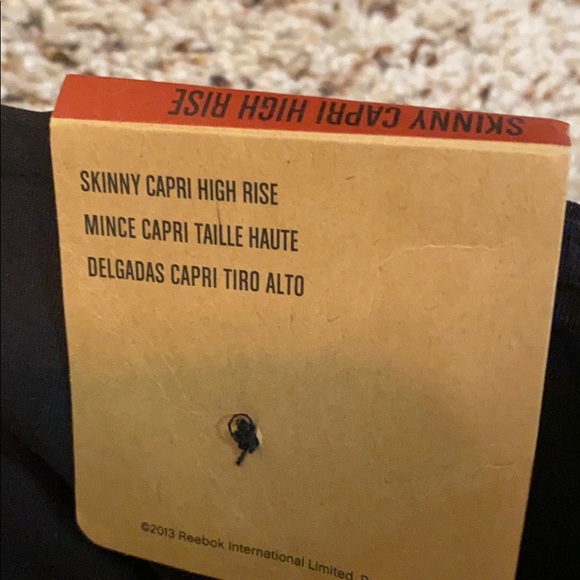 SKINNY CAPRI HIGH RISE
SKINNY CAPRI HIGH RISE
MINCE CAPRI TAILLE HAUTE
DELGADAS CAPRI TIRO ALTO
©2013 Reebok International Limited.